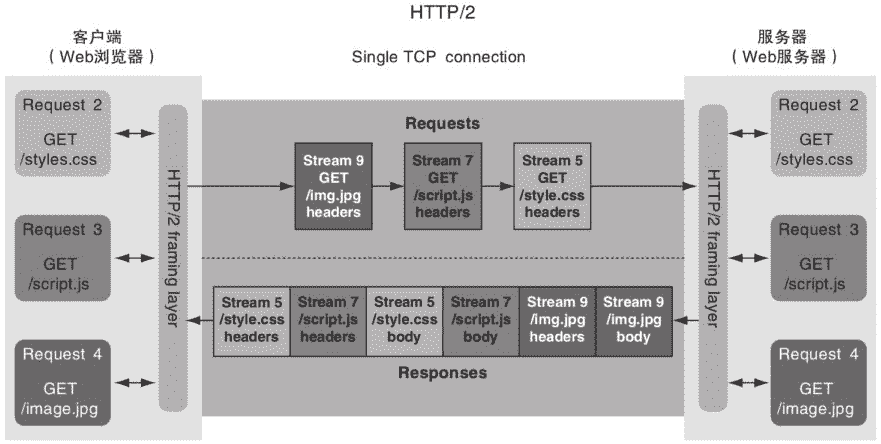 HTTP/2
客户端
（Web浏览器）
Single TCP connection
服务器
（Web服务器）
Request 2
GET
/styles.css
Request 3
GET
/script.js
Request 4
GET
/image.jpg
HTTP/2 framing layer
Requests
Stream 9
GET
/img.jpg
headers
Stream 7
GET
/script.js
headers
Stream 5
GET
/style.css
headers
Stream 5
/style.css
headers
Stream 7
/script.js
headers
Stream 5
/style.css
body
Stream 7
/script.js
body
Stream 9
/img.jpg
headers
Stream 9
/img.jpg
body
Responses
HTTP/2 framing layer
Request 2
GET
/styles.css
Request 3
GET
/script.js
Request 4
GET
/image.jpg